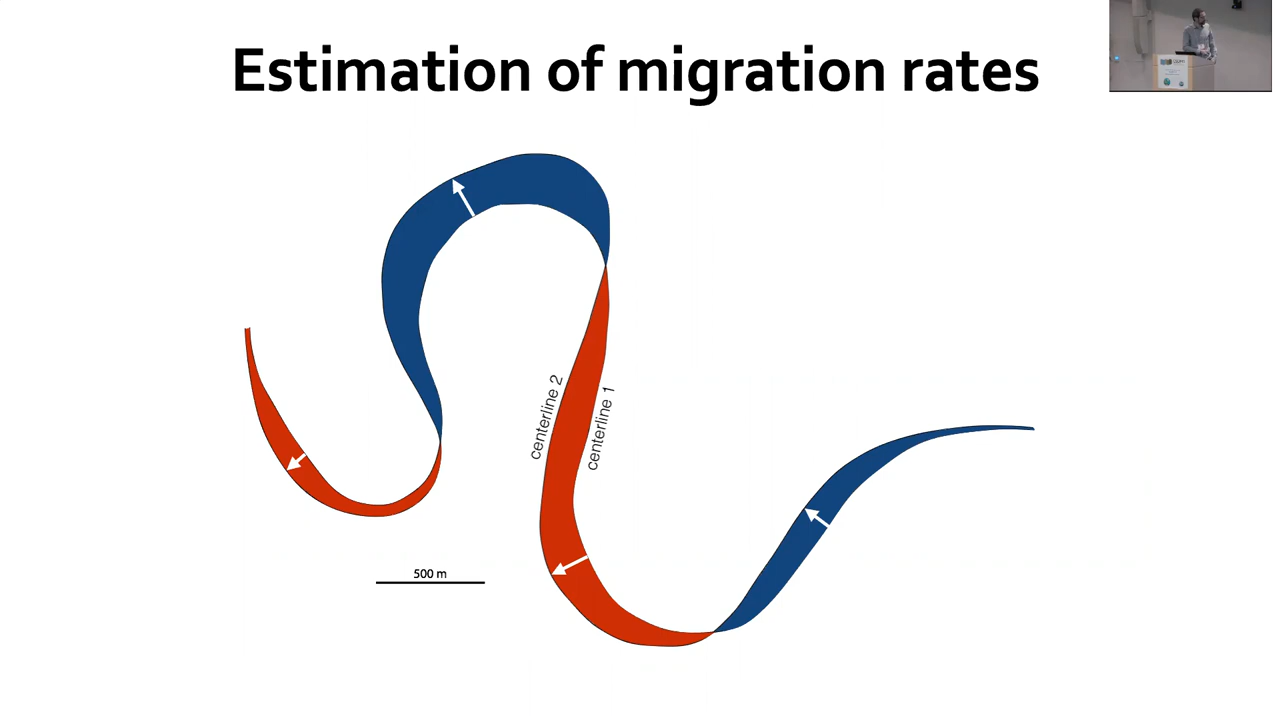 Estimation of migration rates
centerline 2
centerline 1
500 m